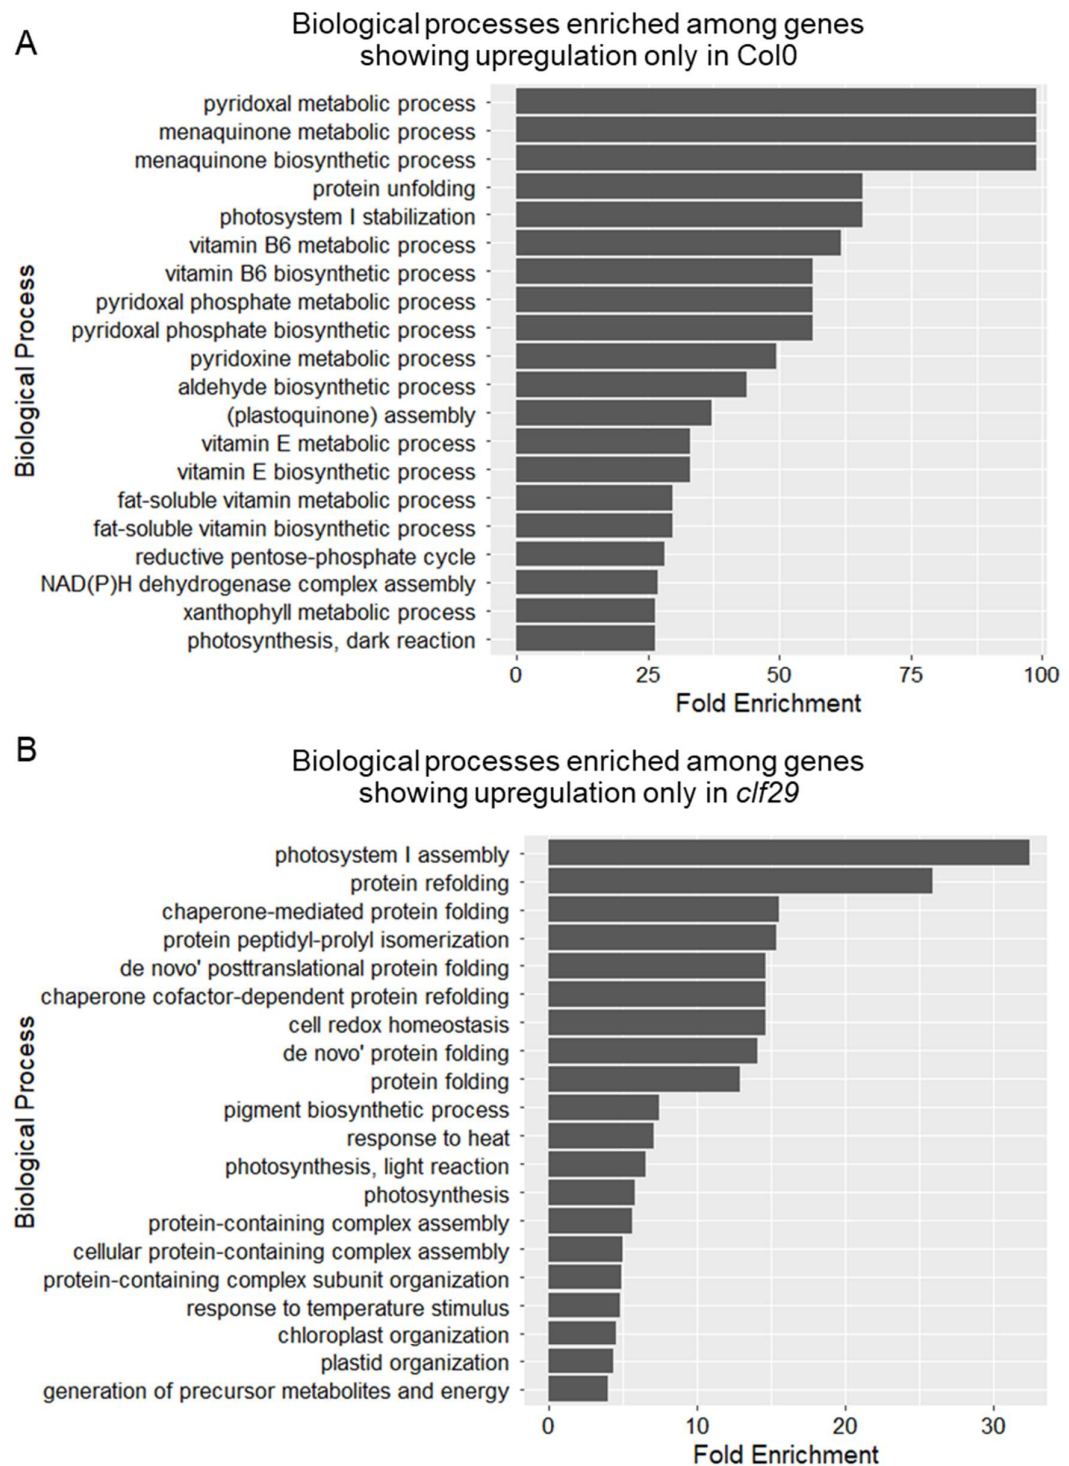 A
Biological processes enriched among genes
showing upregulation only in Col0
Biological Process
pyridoxal metabolic process
menaquinone metabolic process
menaquinone biosynthetic process
protein unfolding
photosystem I stabilization
vitamin B6 metabolic process
vitamin B6 biosynthetic process
pyridoxal phosphate metabolic process
pyridoxal phosphate biosynthetic process
pyridoxine metabolic process
aldehyde biosynthetic process
(plastoquinone) assembly
vitamin E metabolic process
vitamin E biosynthetic process
fat-soluble vitamin metabolic process
fat-soluble vitamin biosynthetic process
reductive pentose-phosphate cycle
NAD(P)H dehydrogenase complex assembly
xanthophyll metabolic process
photosynthesis, dark reaction
0 25 50 75 100
Fold Enrichment
B
Biological processes enriched among genes
showing upregulation only in clf29
Biological Process
photosystem I assembly
protein refolding
chaperone-mediated protein folding
protein peptidyl-prolyl isomerization
de novo' posttranslational protein folding
chaperone cofactor-dependent protein refolding
cell redox homeostasis
de novo' protein folding
protein folding
pigment biosynthetic process
response to heat
photosynthesis, light reaction
photosynthesis
protein-containing complex assembly
cellular protein-containing complex assembly
protein-containing complex subunit organization
response to temperature stimulus
chloroplast organization
plastid organization
generation of precursor metabolites and energy
0 10 20 30
Fold Enrichment